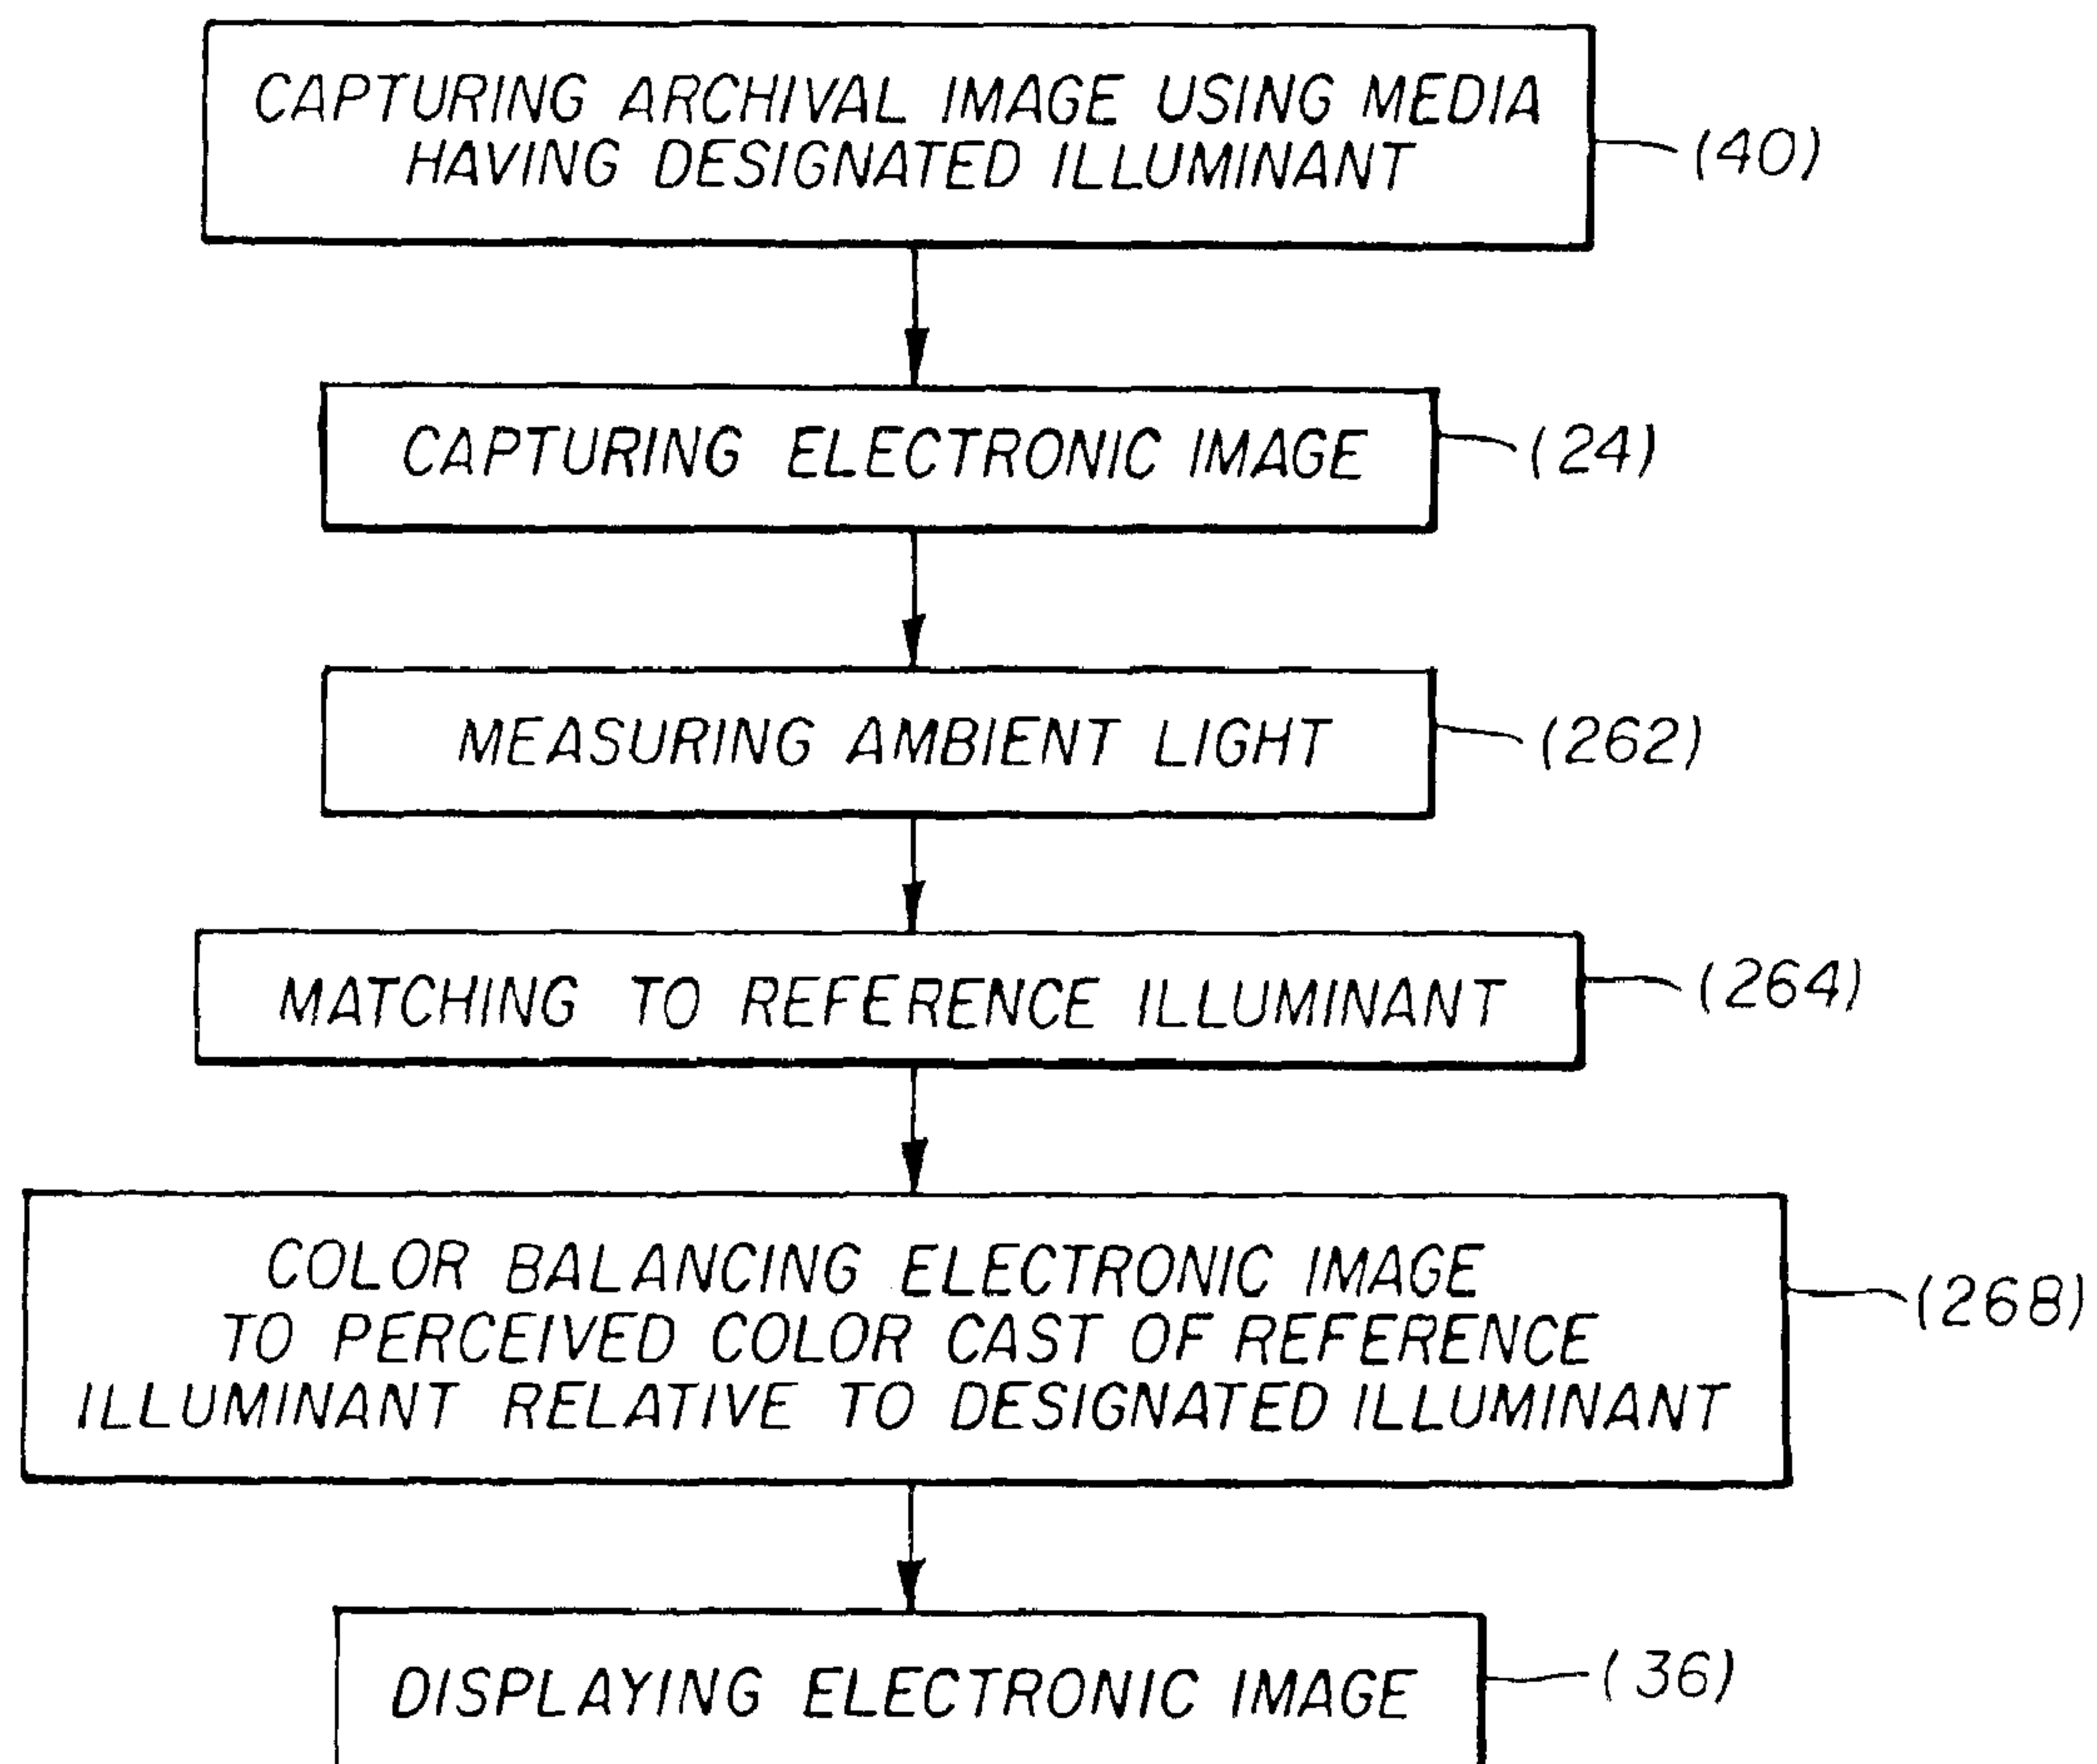 CAPTURING ARCHIVAL IMAGE USING MEDIA
HAVING DESIGNATED ILLUMINANT
(40)
CAPTURING ELECTRONIC IMAGE
(24)
MEASURING AMBIENT LIGHT
(262)
MATCHING TO REFERENCE ILLUMINANT
(264)
COLOR BALANCING ELECTRONIC IMAGE
TO PERCEIVED COLOR CAST OF REFERENCE
ILLUMINANT RELATIVE TO DESIGNATED ILLUMINANT
(268)
DISPLAYING ELECTRONIC IMAGE
(36)